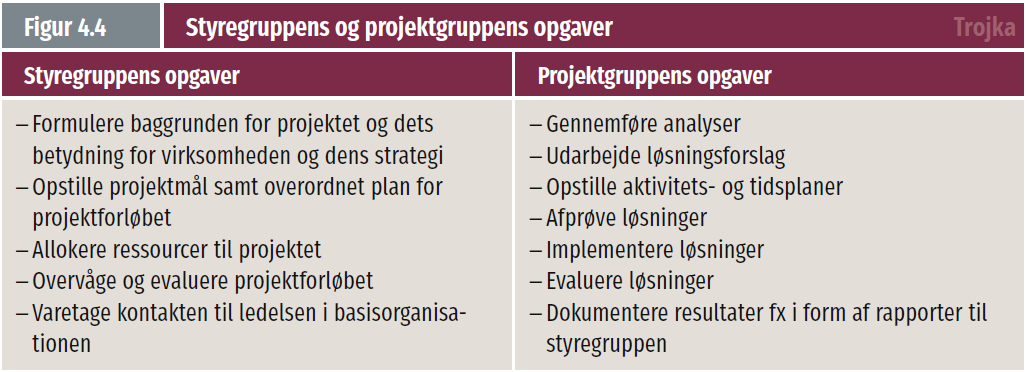 Figur 4.4
Styregruppens og projektgruppens opgaver
Trojka
Styregruppens opgaver
– Formulere baggrunden for projektet og dets
betydning for virksomheden og dens strategi
– Opstille projektmål samt overordnet plan for
projektforløbet
– Allokere ressourcer til projektet
– Overvåge og evaluere projektforløbet
– Varetage kontakten til ledelsen i basisorganisa-
tionen
Projektgruppens opgaver
– Gennemføre analyser
– Udarbejde løsningsforslag
– Opstille aktivitets- og tidsplaner
– Afprøve løsninger
– Implementere løsninger
– Evaluere løsninger
– Dokumentere resultater fx i form af rapporter til
styregruppen